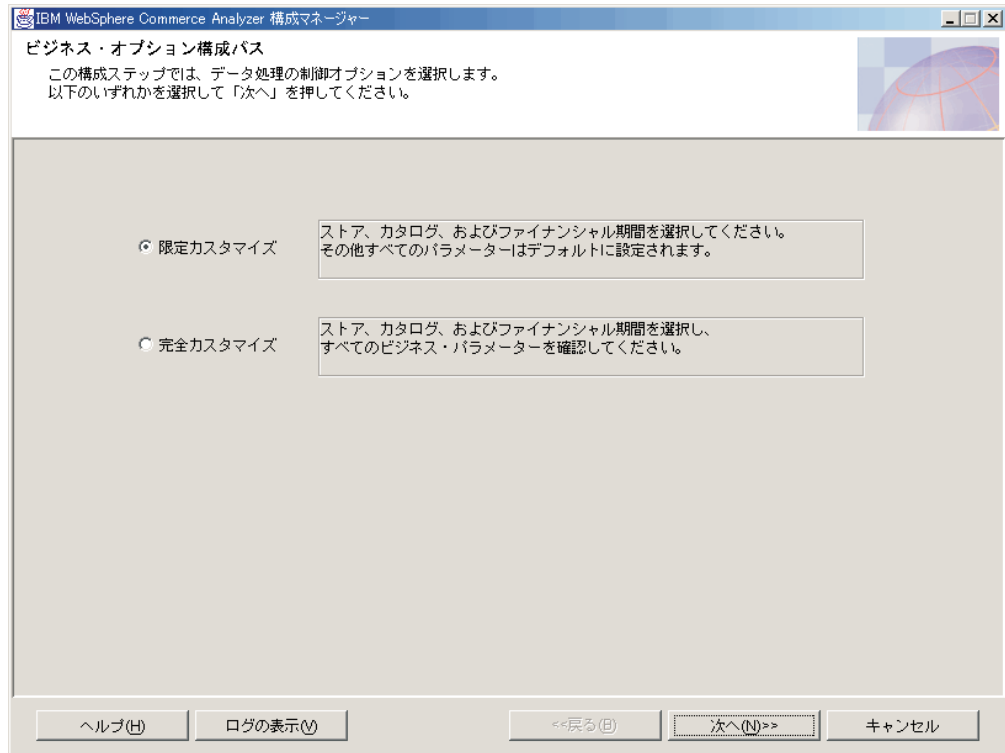 IBM WebSphere Commerce Analyzer 構成マネージャー
ビジネス・オプション構成パス
この構成ステップでは、データ処理の制御オプションを選択します。
以下のいずれかを選択して「次へ」を押してください。
限定カスタマイズ
ストア、カタログ、およびファイナンシャル期間を選択してください。
その他すべてのパラメーターはデフォルトに設定されます。
完全カスタマイズ
ストア、カタログ、およびファイナンシャル期間を選択し、
すべてのビジネス・パラメーターを確認してください。
ヘルプ(H) ログの表示(V) <<戻る(B) 次へ(N)>> キャンセル